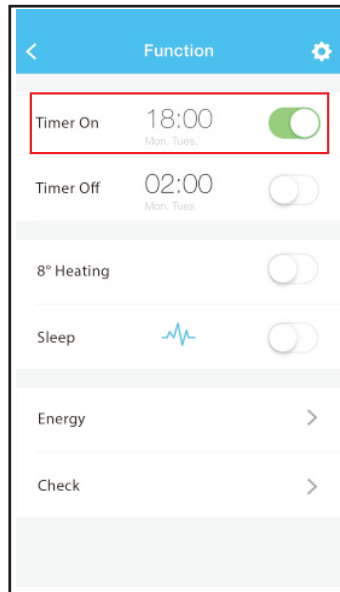 Function
Timer On 18:00
Mon. Tues.
Timer Off 02:00
Mon. Tues.
8° Heating
Sleep
Energy
Check